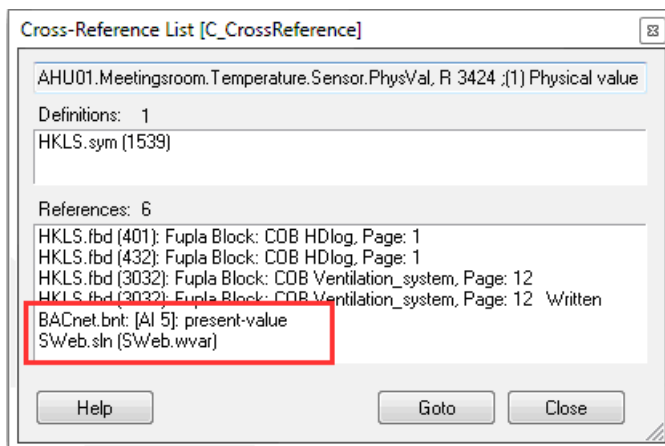 Cross-Reference List [C_CrossReference]
AHU01.Meetingsroom.Temperature.Sensor.PhysVal, R 3424 ;(1) Physical value
Definitions: 1
HKLS.sym (1539)
References: 6
HKLS.fbd (401): Fupla Block: COB HDlog, Page: 1
HKLS.fbd (432): Fupla Block: COB HDlog, Page: 1
HKLS.fbd (3032): Fupla Block: COB Ventilation_system, Page: 12
HKLS.fbd (3032): Fupla Block: COB Ventilation_system, Page: 12 Written
BACnet.bnt: [AI 5]: present-value
SWeb.sln (SWeb.wvar)
Help Goto Close